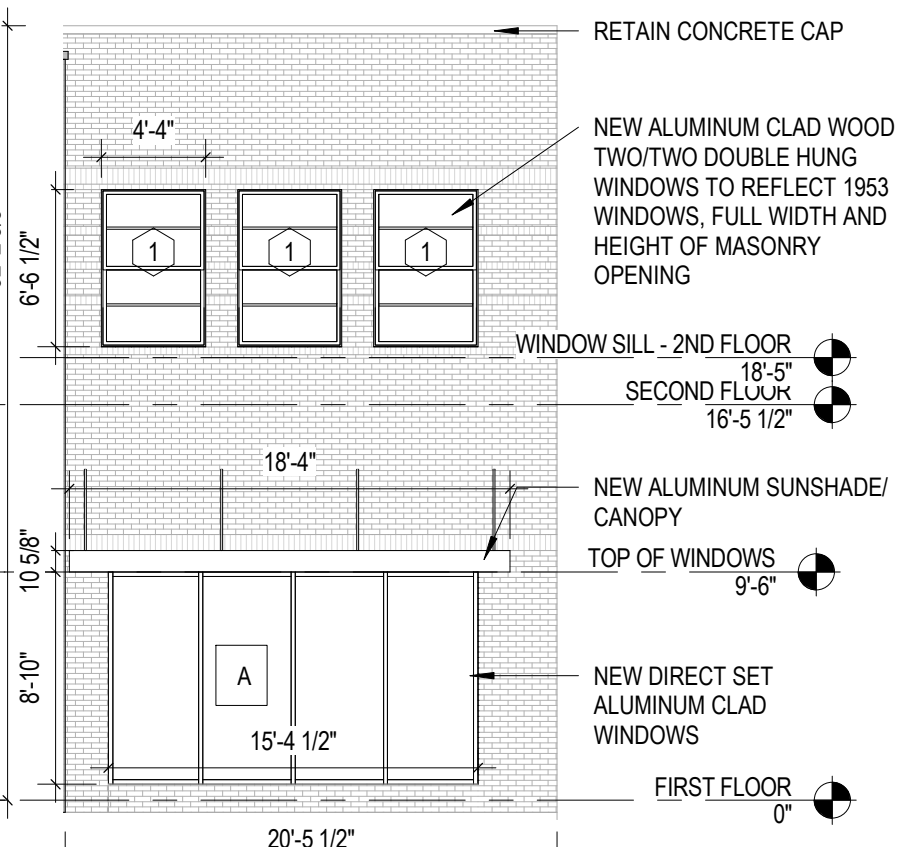 RETAIN CONCRETE CAP
4'-4"
NEW ALUMINUM CLAD WOOD
TWO/TWO DOUBLE HUNG
WINDOWS TO REFLECT 1953
WINDOWS, FULL WIDTH AND
HEIGHT OF MASONRY
OPENING
6'-6 1/2"
1
1
1
WINDOW SILL - 2ND FLOOR
18'-5"
SECOND FLOOR
16'-5 1/2"
18'-4"
NEW ALUMINUM SUNSHADE/
CANOPY
10 5/8"
TOP OF WINDOWS
9'-6"
8'-10"
A
NEW DIRECT SET
ALUMINUM CLAD
WINDOWS
15'-4 1/2"
FIRST FLOOR
0"
20'-5 1/2"